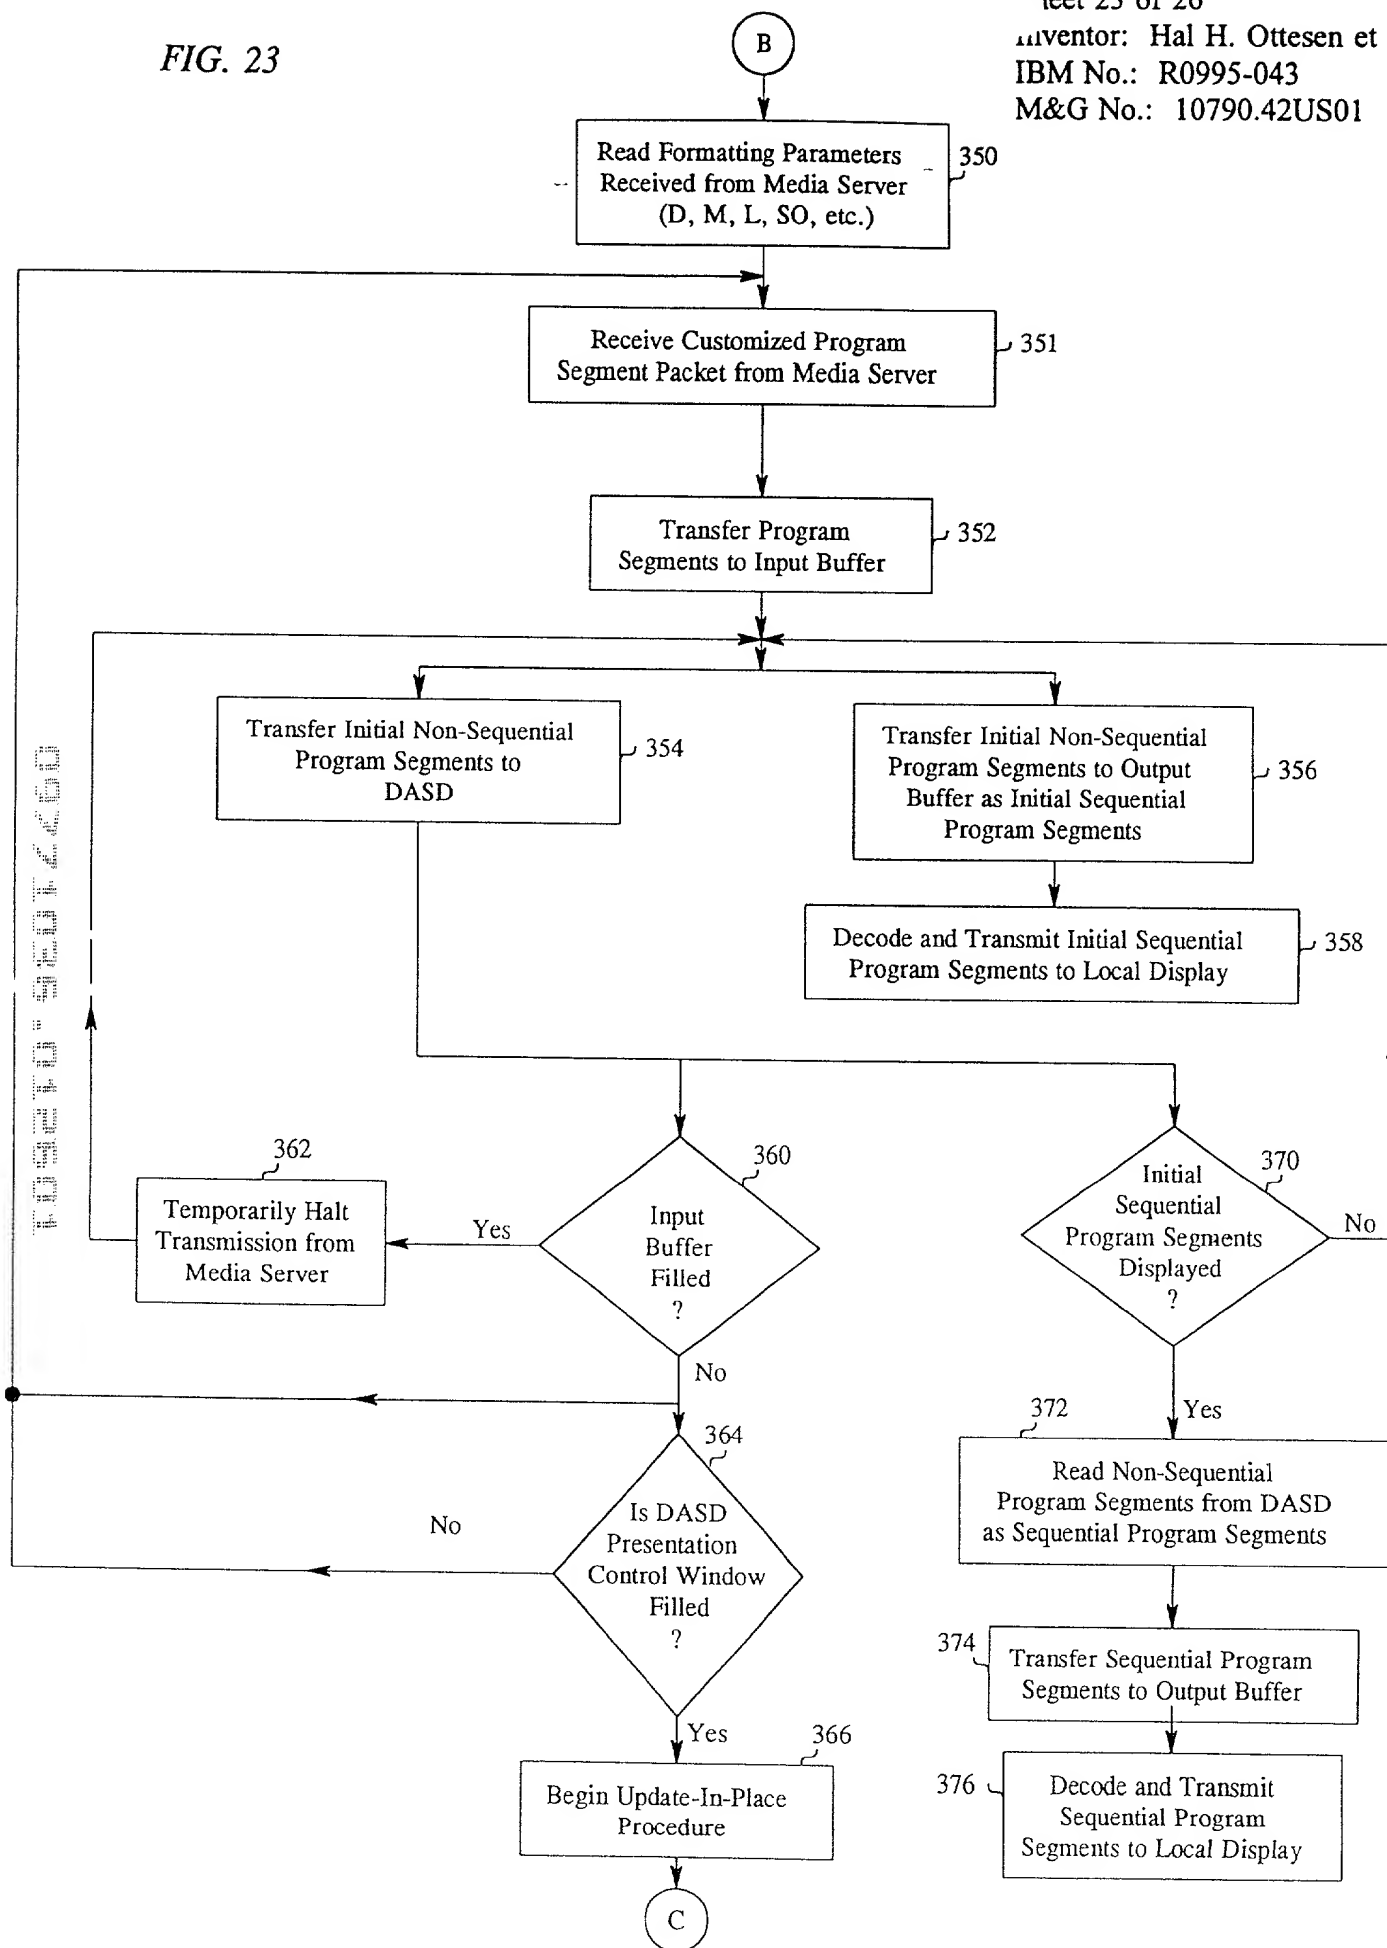 FIG. 23
B
eet 25 of 26
ventor: Hal H. Ottesen et
IBM No.: R0995-043
M&G No.: 10790.42US01
Read Formatting Parameters
Received from Media Server
(D, M, L, SO, etc.)
350
Receive Customized Program
Segment Packet from Media Server
351
Transfer Program
Segments to Input Buffer
352
Transfer Initial Non-Sequential
Program Segments to
DASD
354
Transfer Initial Non-Sequential
Program Segments to Output
Buffer as Initial Sequential
Program Segments
356
Decode and Transmit Initial Sequential
Program Segments to Local Display
358
362
Temporarily Halt
Transmission from
Media Server
Yes
360
Input
Buffer
Filled
?
No
370
Initial
Sequential
Program Segments
Displayed
?
No
Yes
364
Is DASD
Presentation
Control Window
Filled
?
No
Yes
372
Read Non-Sequential
Program Segments from DASD
as Sequential Program Segments
374
Transfer Sequential Program
Segments to Output Buffer
366
Begin Update-In-Place
Procedure
376
Decode and Transmit
Sequential Program
Segments to Local Display
C